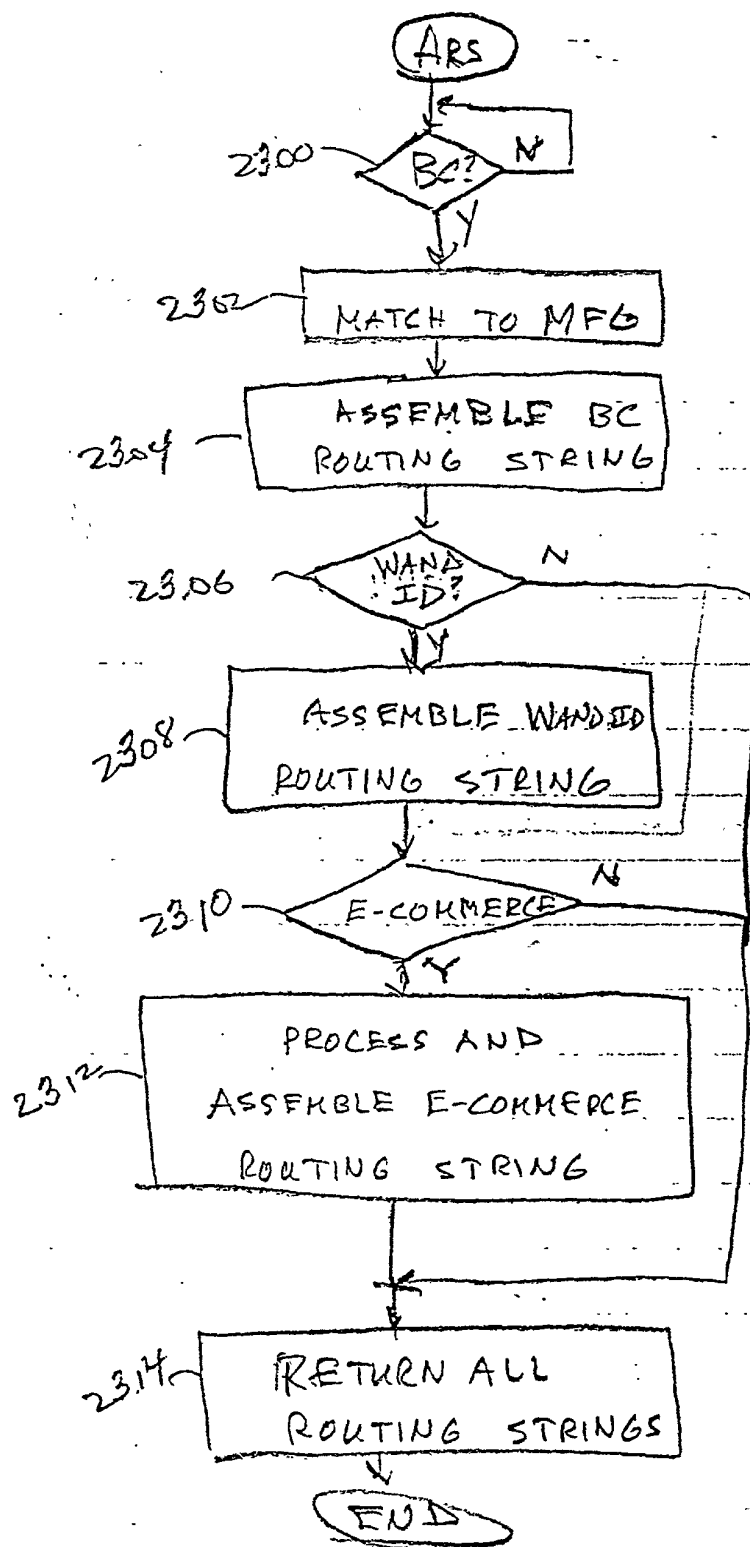 ARS
2300
BC?
N
Y
2302
MATCH TO MFG
2304
ASSEMBLE BC
ROUTING STRING
2306
WAND
ID?
N
Y
2308
ASSEMBLE WAND ID
ROUTING STRING
2310
E-COMMERCE
N
Y
2312
PROCESS AND
ASSEMBLE E-COMMERCE
ROUTING STRING
2314
RETURN ALL
ROUTING STRINGS
END